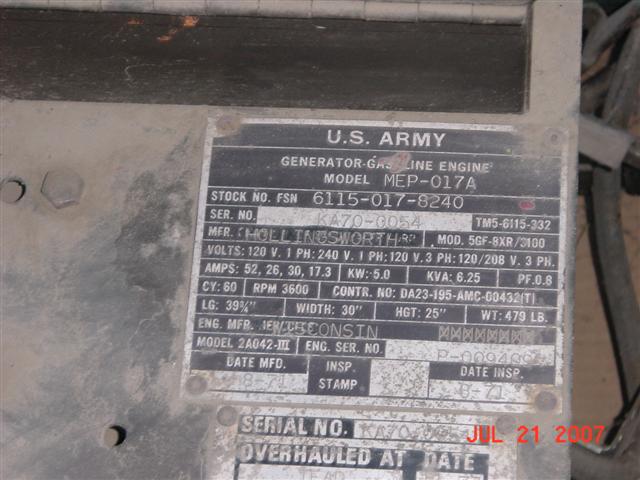 U.S. ARMY
GENERATOR-GASOLINE ENGINE
MODEL MEP-017A
STOCK NO. FSN 6115-017-8240
SER. NO. KA70-0054 TM5-6115-332
MFR. HOLLINGSWORTH MOD. 5GF-8XR/3100
VOLTS: 120 V. 1 PH: 240 V. 1 PH: 120 V. 3 PH: 120/208 V. 3 PH.
AMPS: 52, 26, 30, 17.3 KW: 5.0 KVA: 6.25 PF.0.8
CY: 60 RPM 3600 CONTR. NO: DA23-195-AMC-00432(T)
LG: 39¾" WIDTH: 30" HGT: 25" WT: 479 LB.
ENG. MFR. WISCONSIN
MODEL 2A042-III ENG. SER. NO.
DATE MFD. INSP. STAMP DATE INSP.
8-71 8-71
SERIAL NO.
OVERHAULED AT DATE
JUL 21 2007